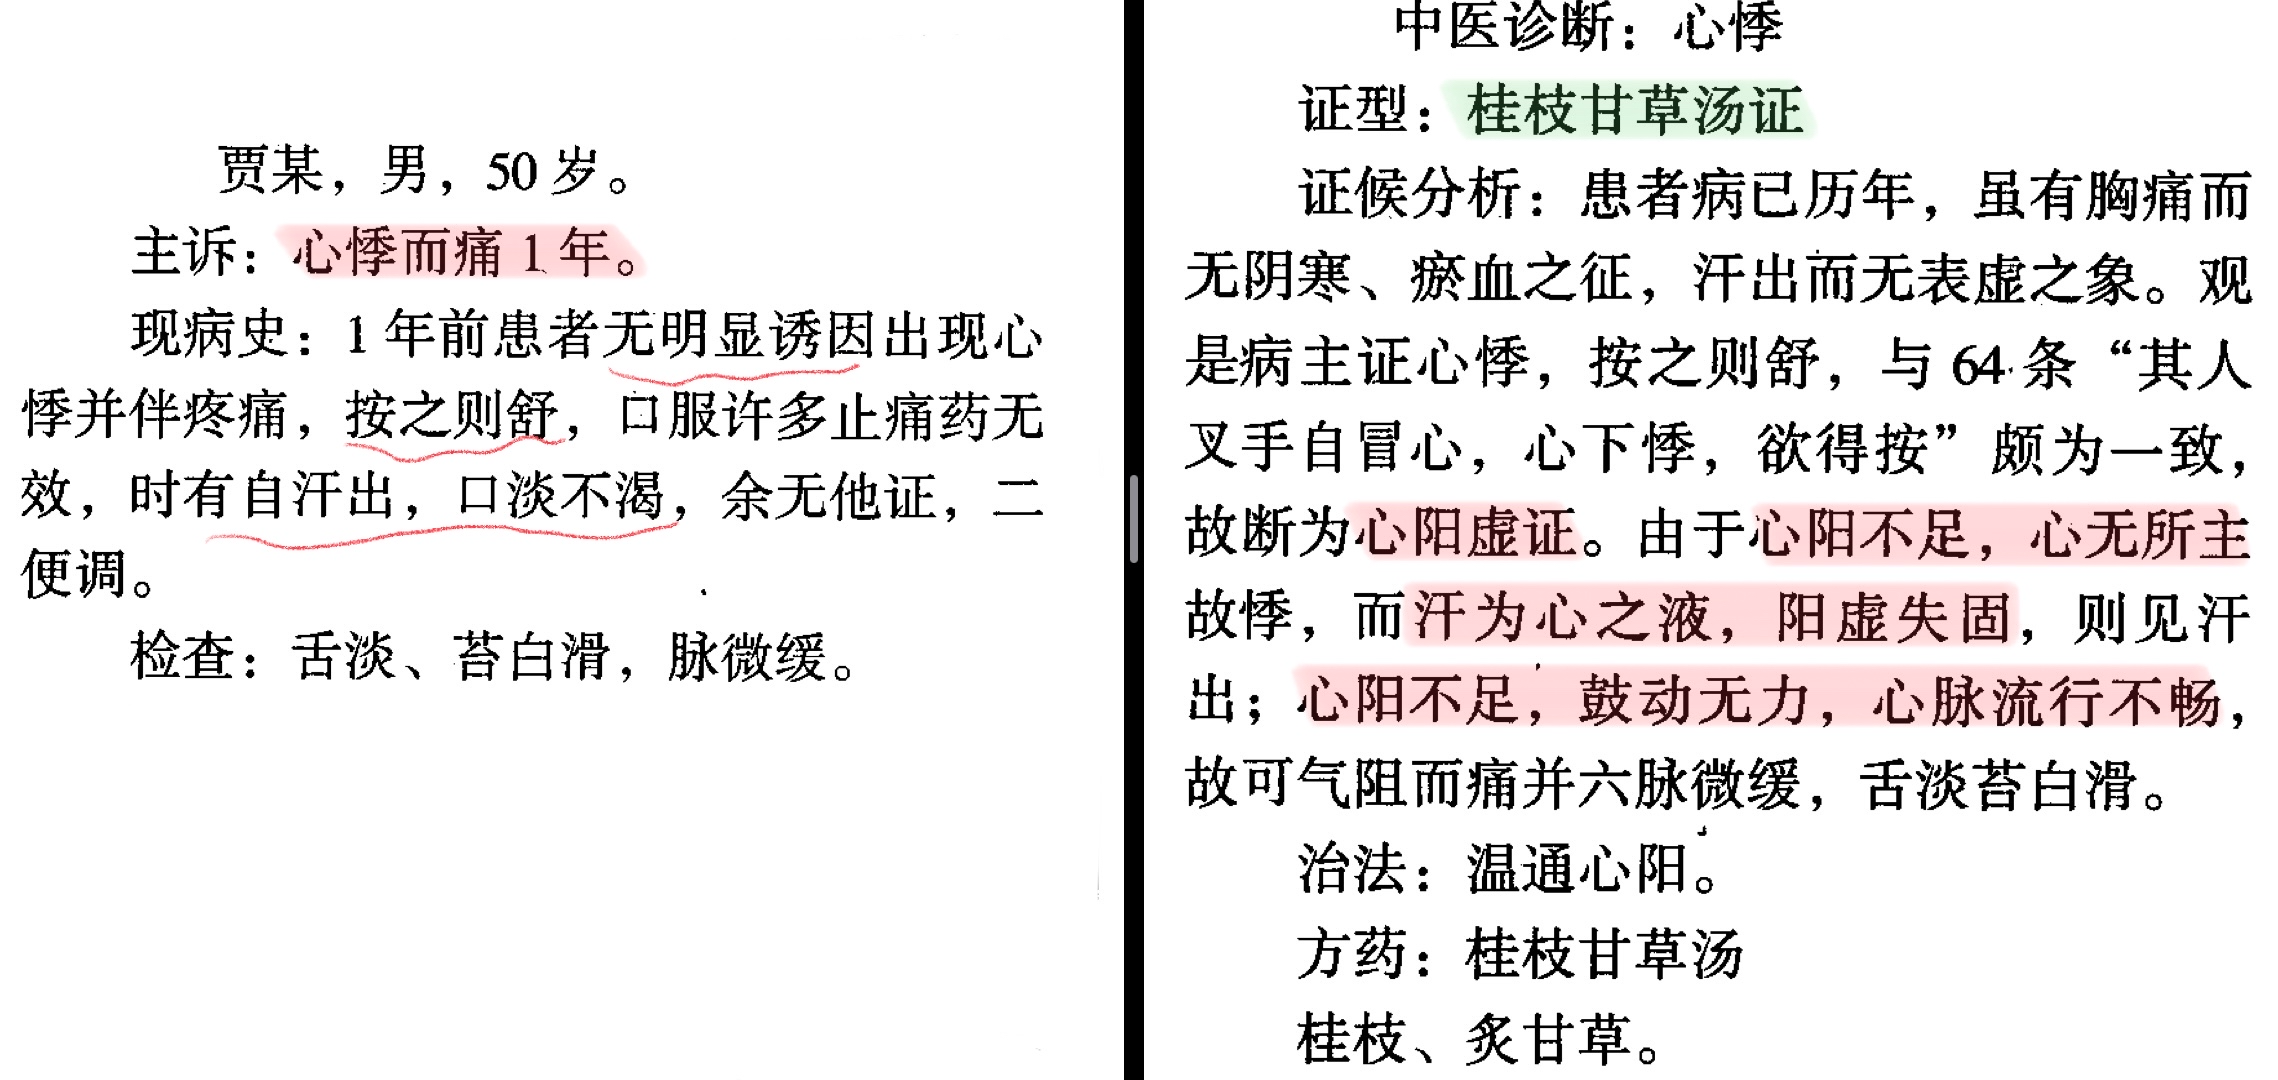 贾某，男，50岁。
主诉：心悸而痛1年。
现病史：1年前患者无明显诱因出现心
悸并伴疼痛，按之则舒，口服许多止痛药无
效，时有自汗出，口淡不渴，余无他证，二
便调。
检查：舌淡、苔白滑，脉微缓。
中医诊断：心悸
证型：桂枝甘草汤证
证候分析：患者病已历年，虽有胸痛而
无阴寒、瘀血之征，汗出而无表虚之象。观
是病主证心悸，按之则舒，与64条“其人
叉手自冒心，心下悸，欲得按”颇为一致，
故断为心阳虚证。由于心阳不足，心无所主
故悸，而汗为心之液，阳虚失固，则见汗
出；心阳不足，鼓动无力，心脉流行不畅，
故可气阻而痛并六脉微缓，舌淡苔白滑。
治法：温通心阳。
方药：桂枝甘草汤
桂枝、炙甘草。